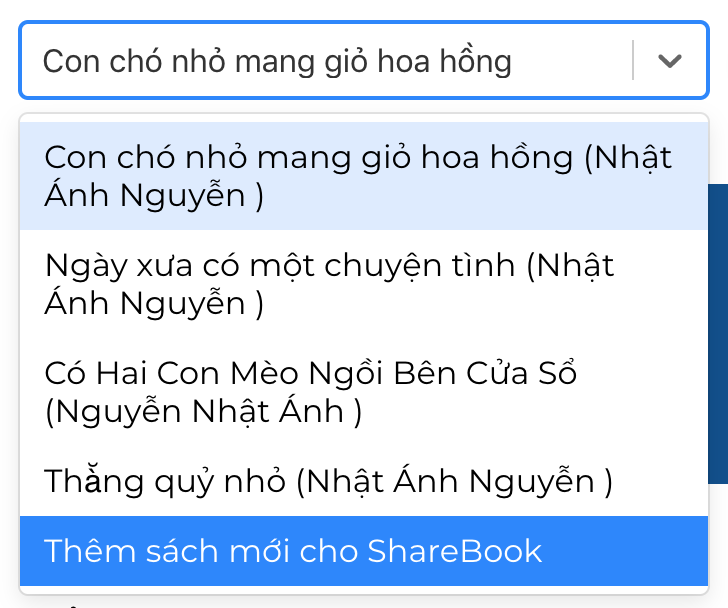 Con chó nhỏ mang giỏ hoa hồng
Con chó nhỏ mang giỏ hoa hồng (Nhật
Ánh Nguyễn )
Ngày xưa có một chuyện tình (Nhật
Ánh Nguyễn )
Có Hai Con Mèo Ngồi Bên Cửa Sổ
(Nguyễn Nhật Ánh )
Thằng quỷ nhỏ (Nhật Ánh Nguyễn )
Thêm sách mới cho ShareBook